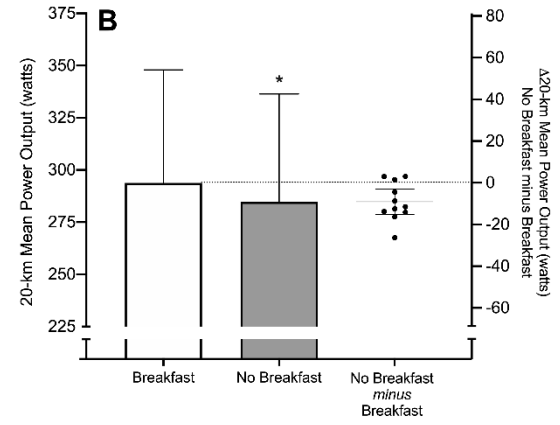 B
375
350
325
300
275
250
225
20-km Mean Power Output (watts)
*
80
60
40
20
0
-20
-40
-60
Δ20-km Mean Power Output (watts)
No Breakfast minus Breakfast
Breakfast
No Breakfast
No Breakfast
minus
Breakfast